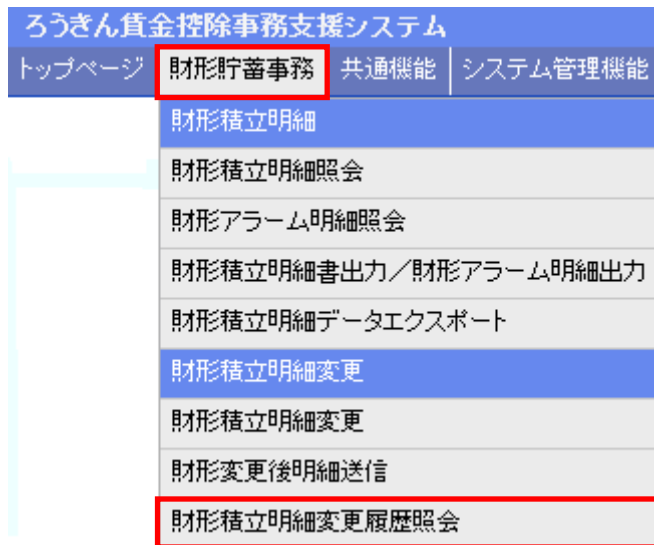 ろうきん賃金控除事務支援システム
トップページ 財形貯蓄事務 共通機能 システム管理機能
財形積立明細
財形積立明細照会
財形アラーム明細照会
財形積立明細書出力／財形アラーム明細出力
財形積立明細データエクスポート
財形積立明細変更
財形積立明細変更
財形変更後明細送信
財形積立明細変更履歴照会